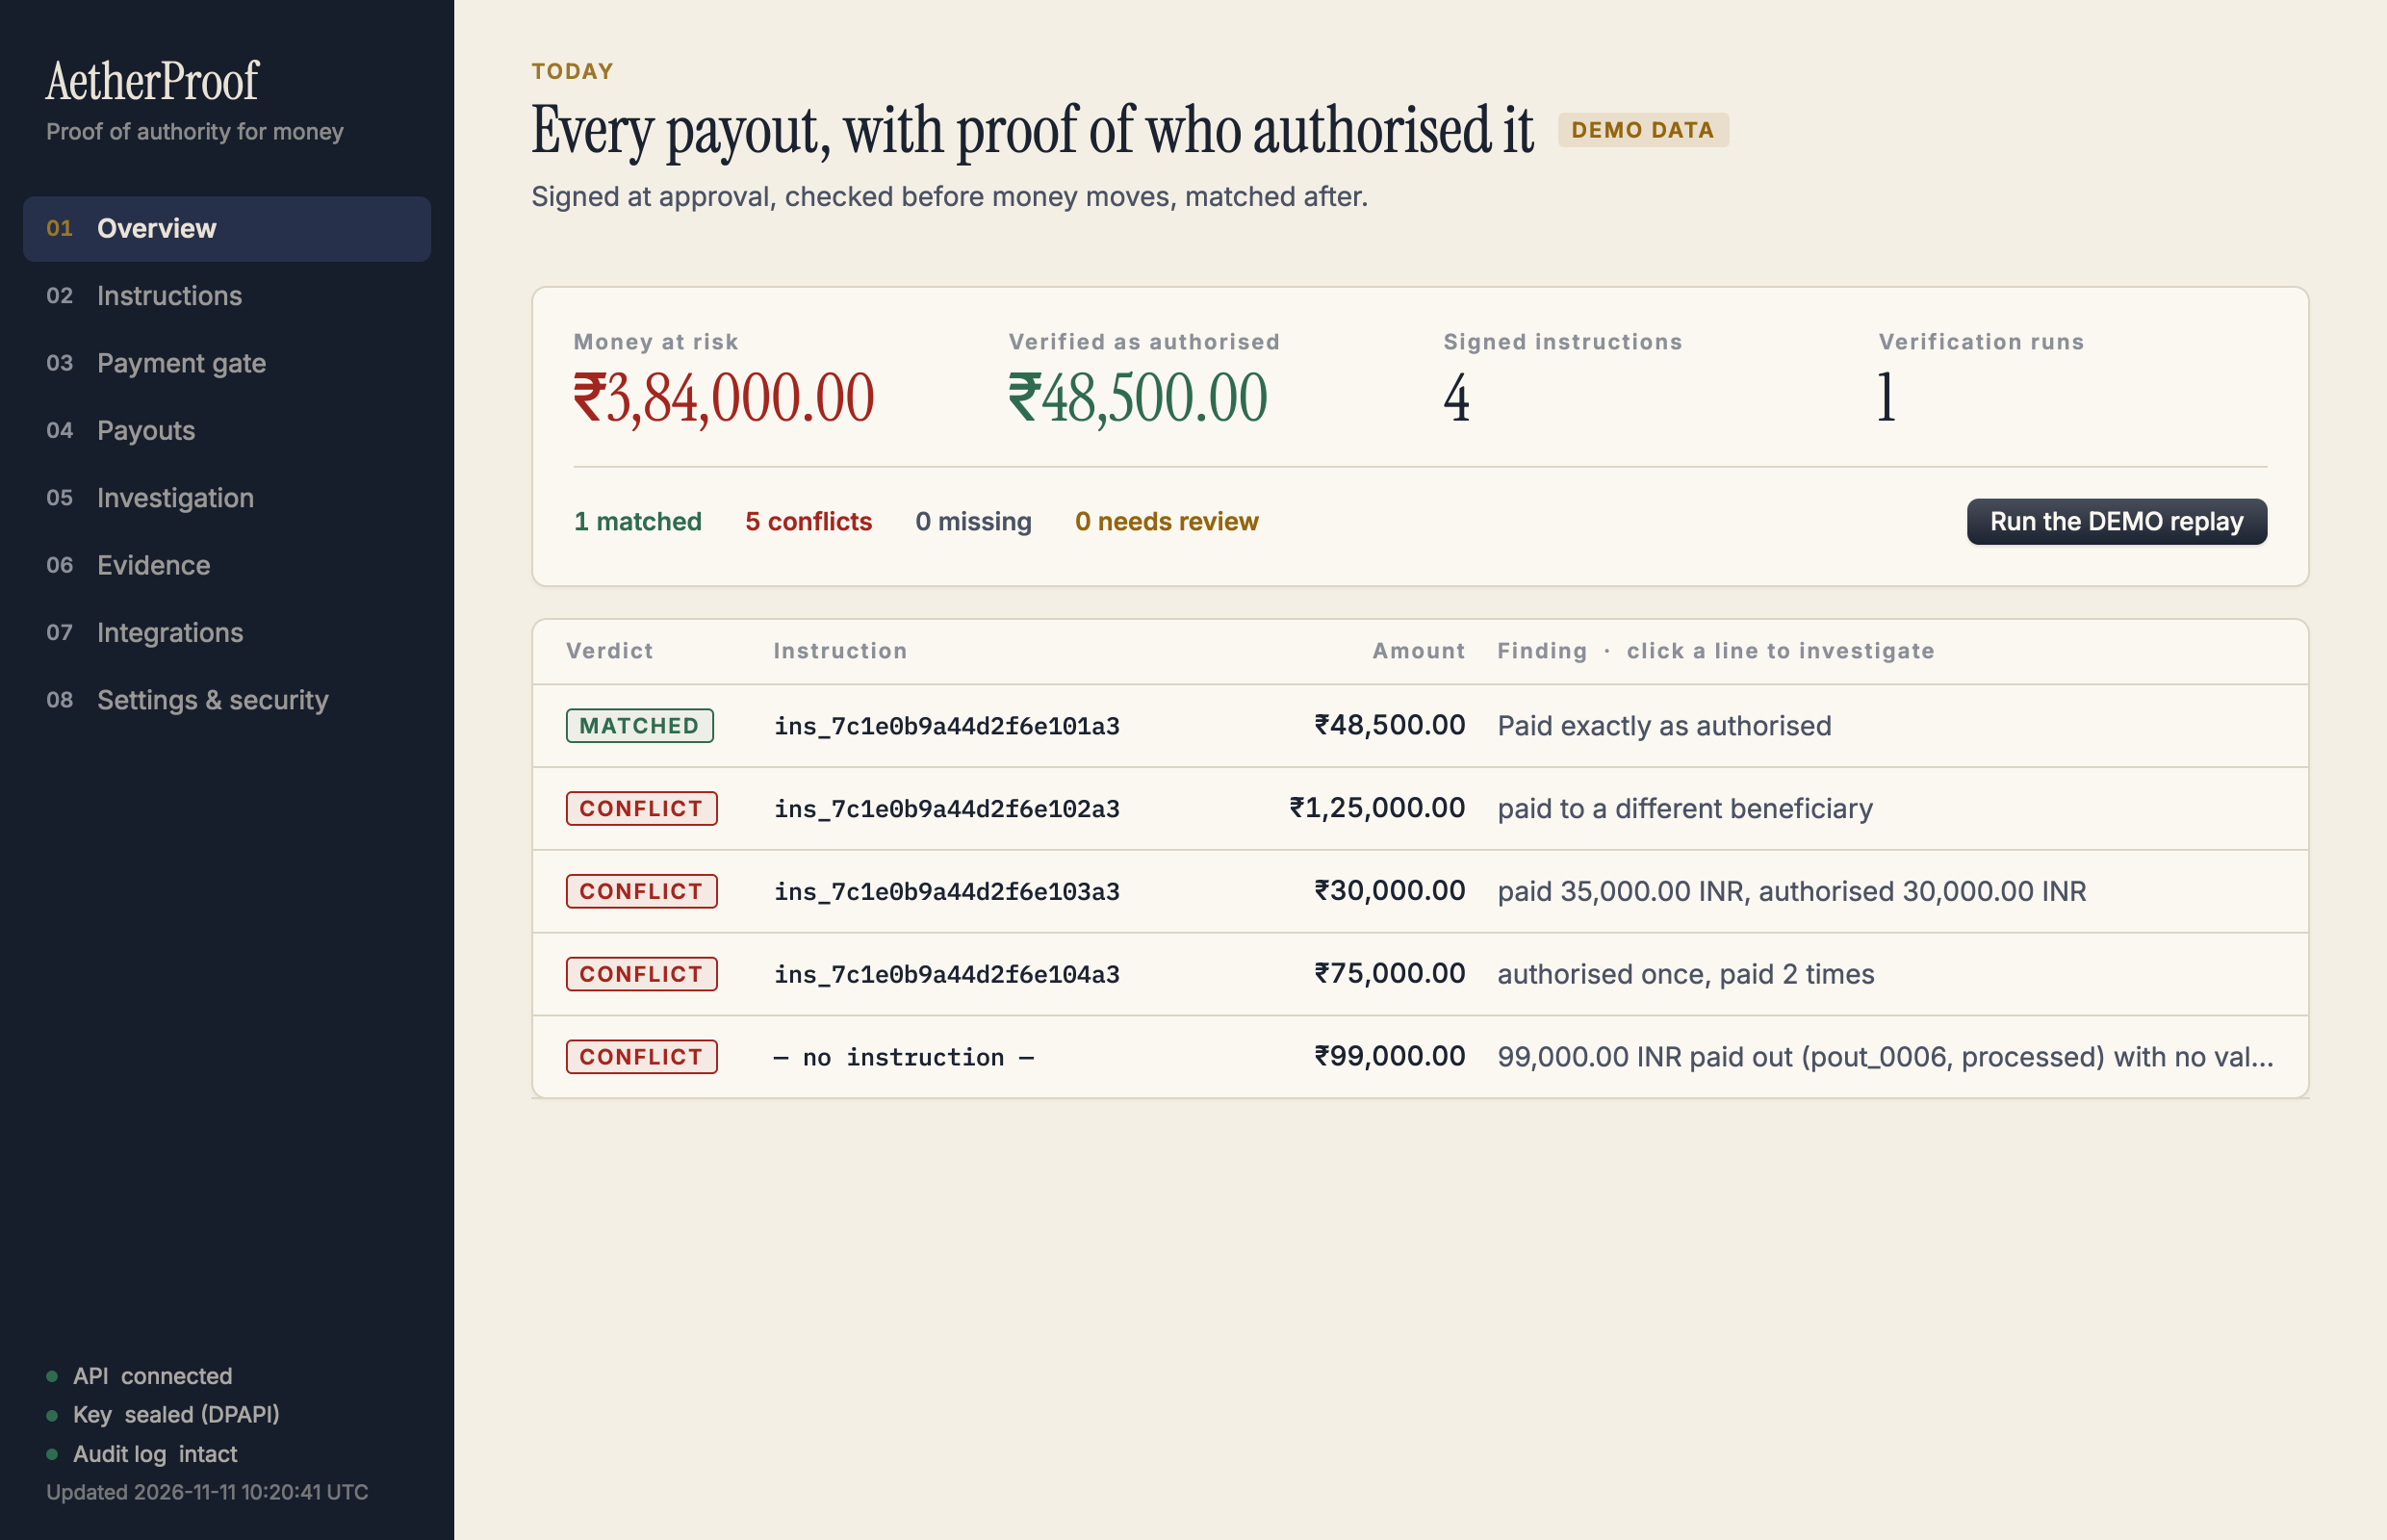 AetherProof
Proof of authority for money
01 Overview
02 Instructions
03 Payment gate
04 Payouts
05 Investigation
06 Evidence
07 Integrations
08 Settings & security
API connected
Key sealed (DPAPI)
Audit log intact
Updated 2026-11-11 10:20:41 UTC
TODAY
Every payout, with proof of who authorised it DEMO DATA
Signed at approval, checked before money moves, matched after.
Money at risk Verified as authorised Signed instructions Verification runs
₹3,84,000.00 ₹48,500.00 4 1
1 matched 5 conflicts 0 missing 0 needs review Run the DEMO replay
Verdict Instruction Amount Finding · click a line to investigate
MATCHED ins_7c1e0b9a44d2f6e101a3 ₹48,500.00 Paid exactly as authorised
CONFLICT ins_7c1e0b9a44d2f6e102a3 ₹1,25,000.00 paid to a different beneficiary
CONFLICT ins_7c1e0b9a44d2f6e103a3 ₹30,000.00 paid 35,000.00 INR, authorised 30,000.00 INR
CONFLICT ins_7c1e0b9a44d2f6e104a3 ₹75,000.00 authorised once, paid 2 times
CONFLICT — no instruction — ₹99,000.00 99,000.00 INR paid out (pout_0006, processed) with no val...